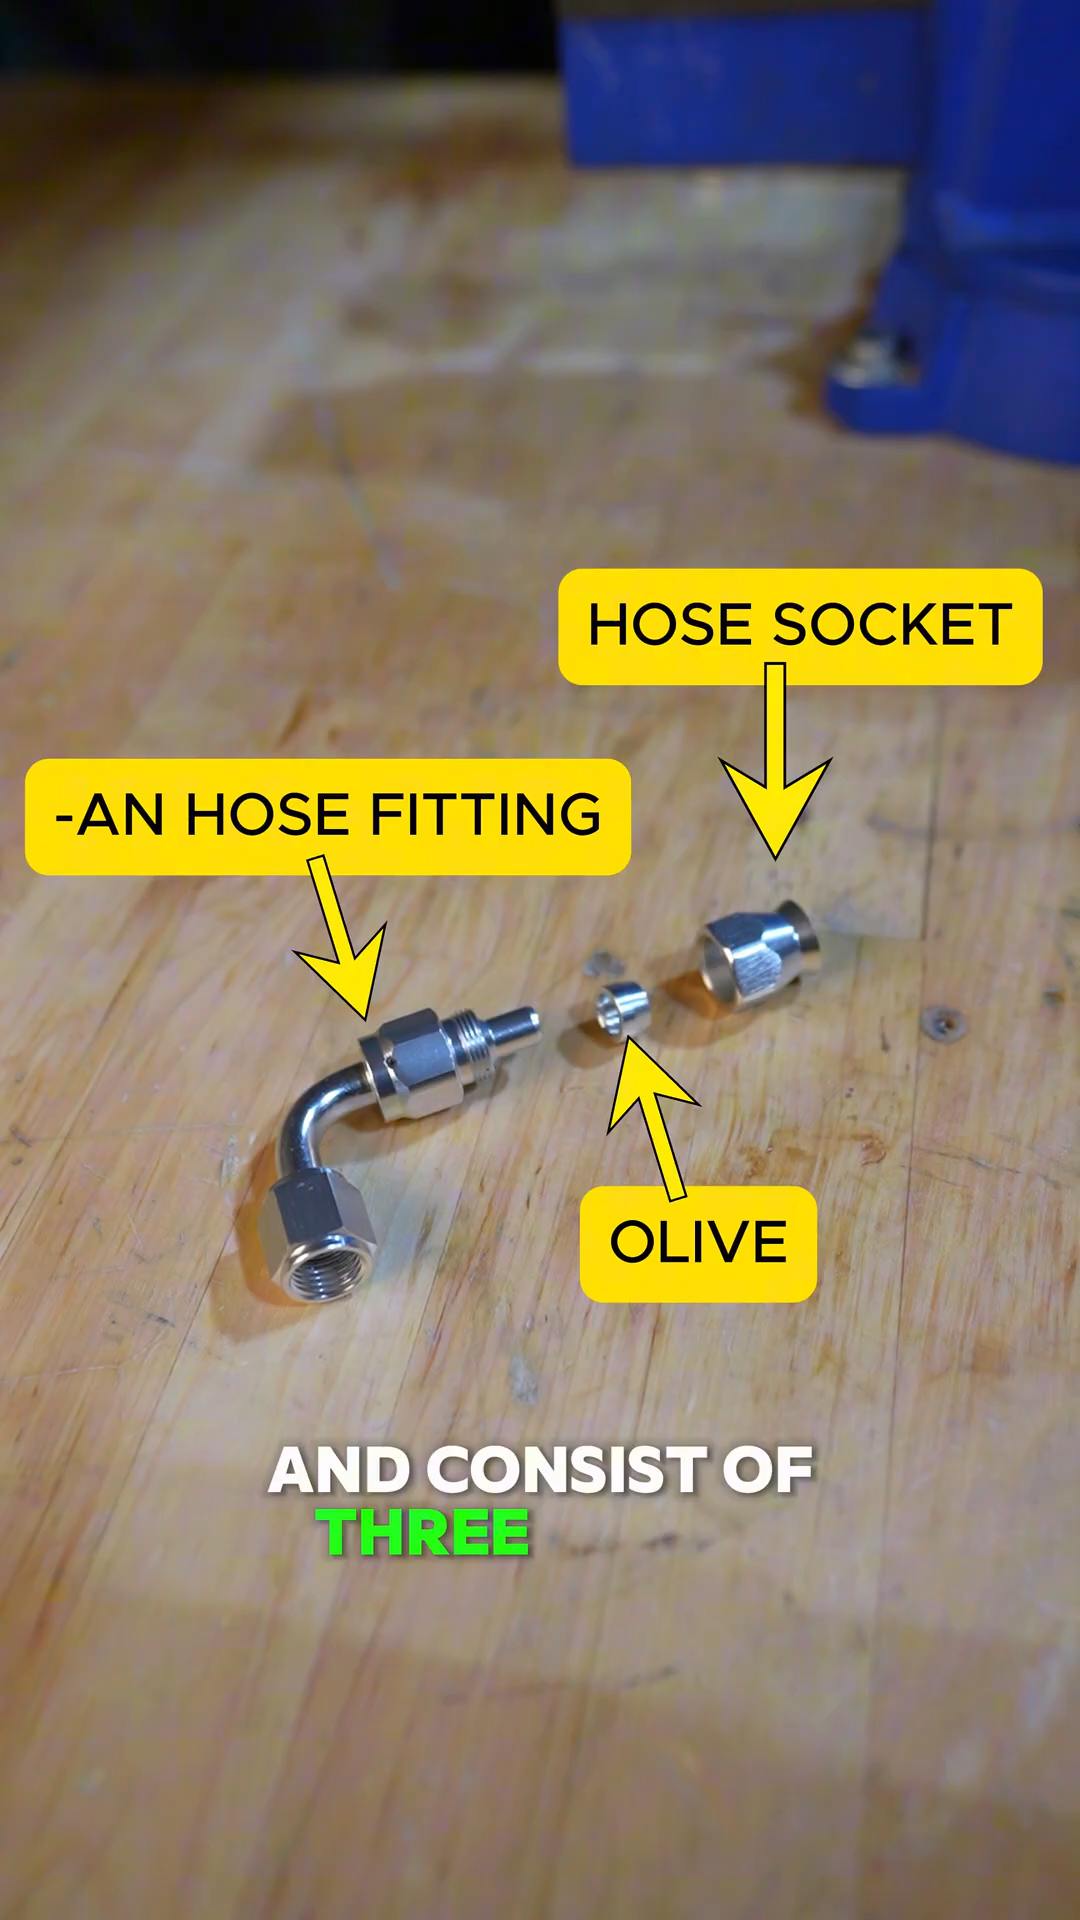 HOSE SOCKET
-AN HOSE FITTING
OLIVE
AND CONSIST OF
THREE